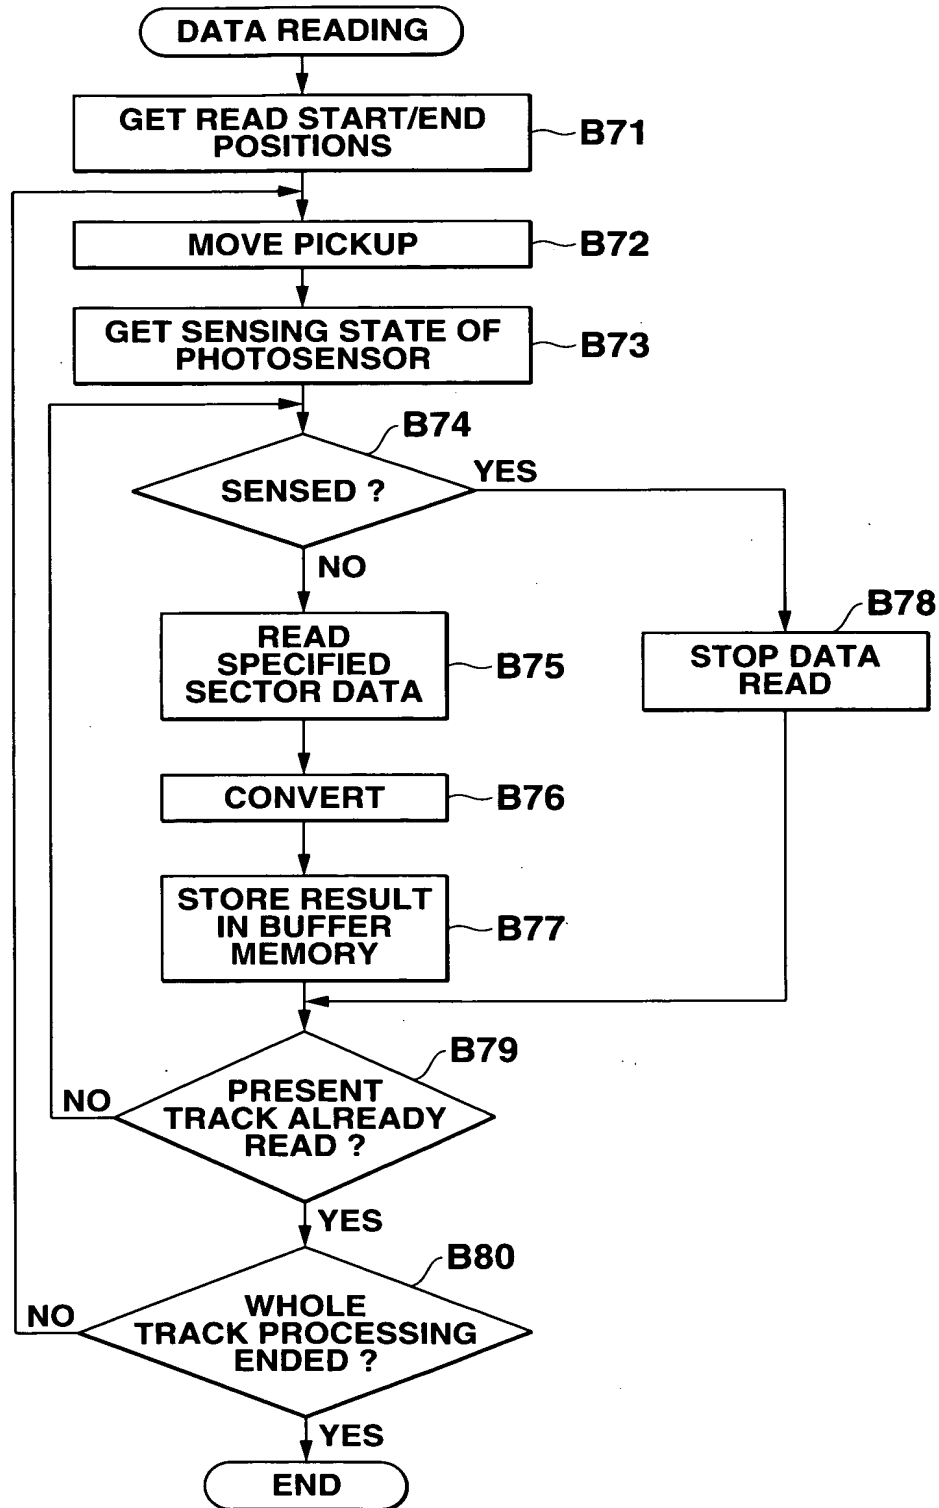 DATA READING
GET READ START/END
POSITIONS
B71
MOVE PICKUP
B72
GET SENSING STATE OF
PHOTOSENSOR
B73
B74
SENSED ?
YES
NO
B78
READ
SPECIFIED
SECTOR DATA
B75
STOP DATA
READ
CONVERT
B76
STORE RESULT
IN BUFFER
MEMORY
B77
B79
PRESENT
TRACK ALREADY
READ ?
NO
YES
B80
WHOLE
TRACK PROCESSING
ENDED ?
NO
YES
END